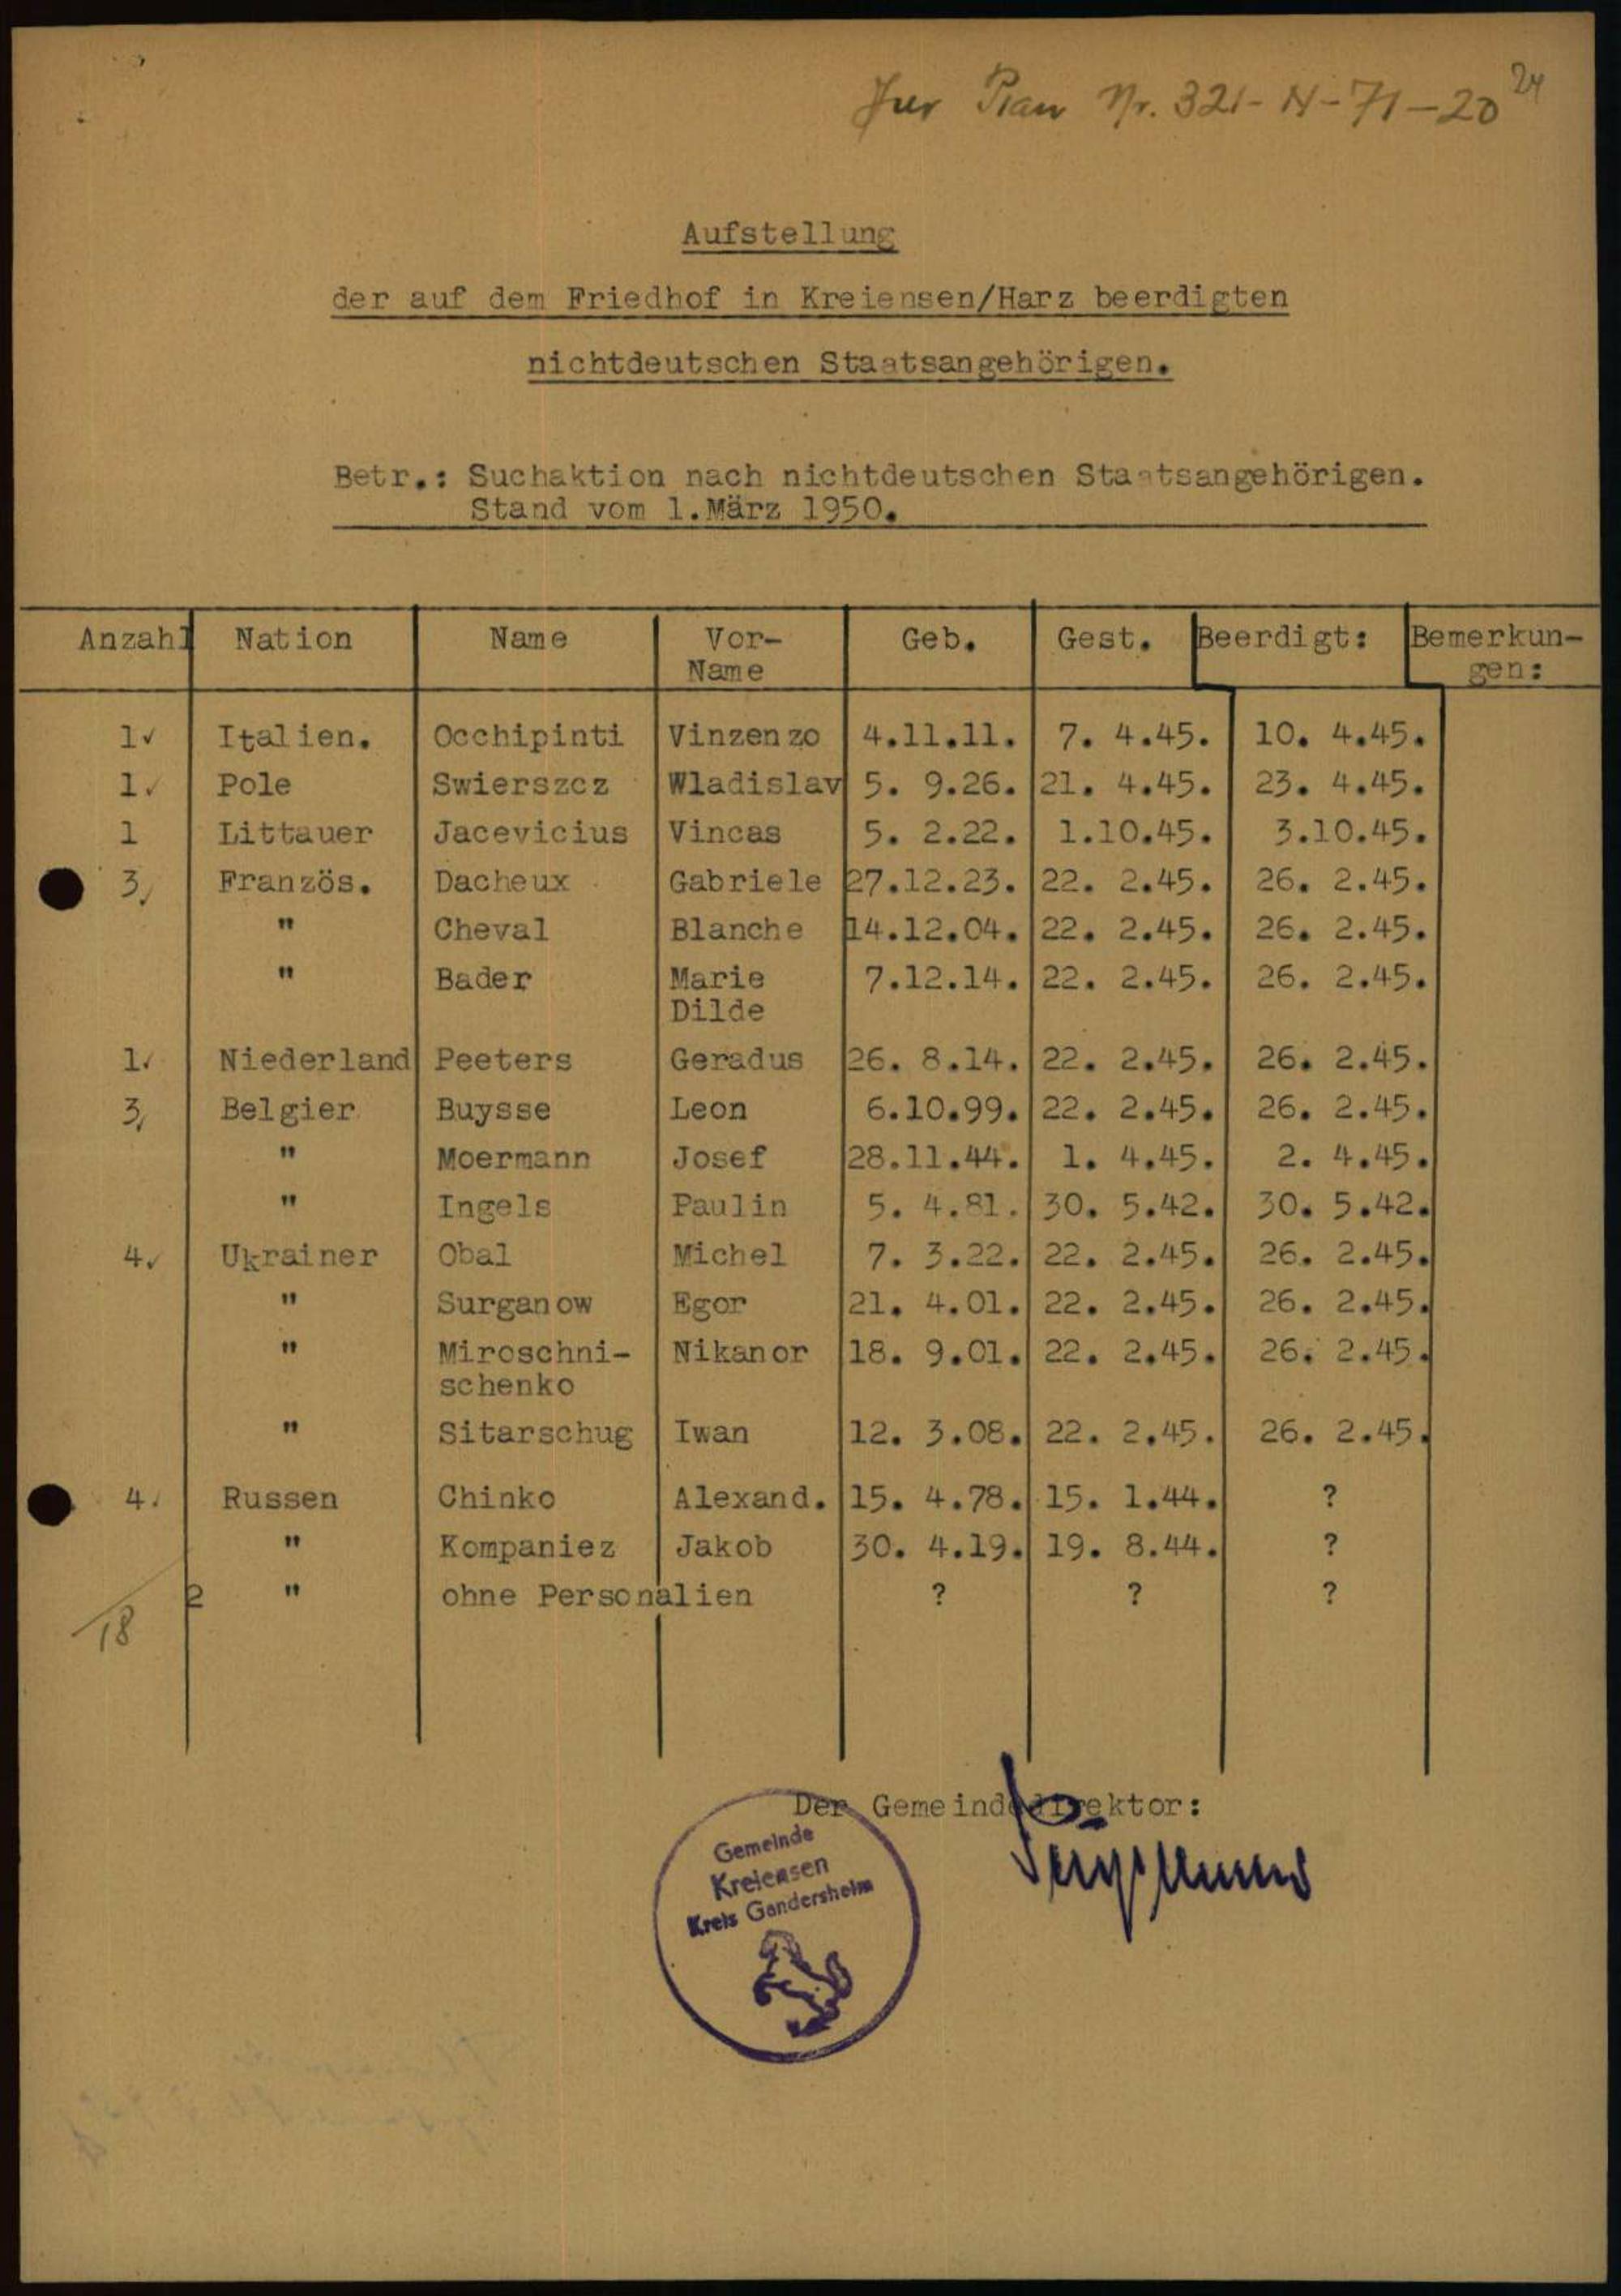 Nr. 321-N-71-20
24
Aufstellung
der auf dem Friedhof in Kreiensen/Harz beerdigten
nichtdeutschen Staatsangehörigen.
Betr.: Suchaktion nach nichtdeutschen Staatsangehörigen.
Stand vom 1.März 1950.
Anzahl Nation Name Vor- Geb. Gest. Beerdigt: Bemerkun-
Name gen:
1✓ Italien. Occhipinti Vinzenzo 4.11.11. 7. 4.45. 10. 4.45.
1✓ Pole Swierszcz Wladislav 5. 9.26. 21. 4.45. 23. 4.45.
1 Littauer Jacevicius Vincas 5. 2.22. 1.10.45. 3.10.45.
3✓ Französ. Dacheux Gabriele 27.12.23. 22. 2.45. 26. 2.45.
" Cheval Blanche 14.12.04. 22. 2.45. 26. 2.45.
" Bader Marie 7.12.14. 22. 2.45. 26. 2.45.
Dilde
1✓ Niederland Peeters Geradus 26. 8.14. 22. 2.45. 26. 2.45.
3✓ Belgier Buysse Leon 6.10.99. 22. 2.45. 26. 2.45.
" Moermann Josef 28.11.44. 1. 4.45. 2. 4.45.
" Ingels Paulin 5. 4.81. 30. 5.42. 30. 5.42.
4✓ Ukrainer Obal Michel 7. 3.22. 22. 2.45. 26. 2.45.
" Surganow Egor 21. 4.01. 22. 2.45. 26. 2.45.
" Miroschni- Nikanor 18. 9.01. 22. 2.45. 26. 2.45.
schenko
" Sitarschug Iwan 12. 3.08. 22. 2.45. 26. 2.45.
4✓ Russen Chinko Alexand. 15. 4.78. 15. 1.44. ?
" Kompaniez Jakob 30. 4.19. 19. 8.44. ?
2 " ohne Personalien ? ? ?
18
Der Gemeindedirektor:
Gemeinde
Kreiensen
Kreis Gandersheim